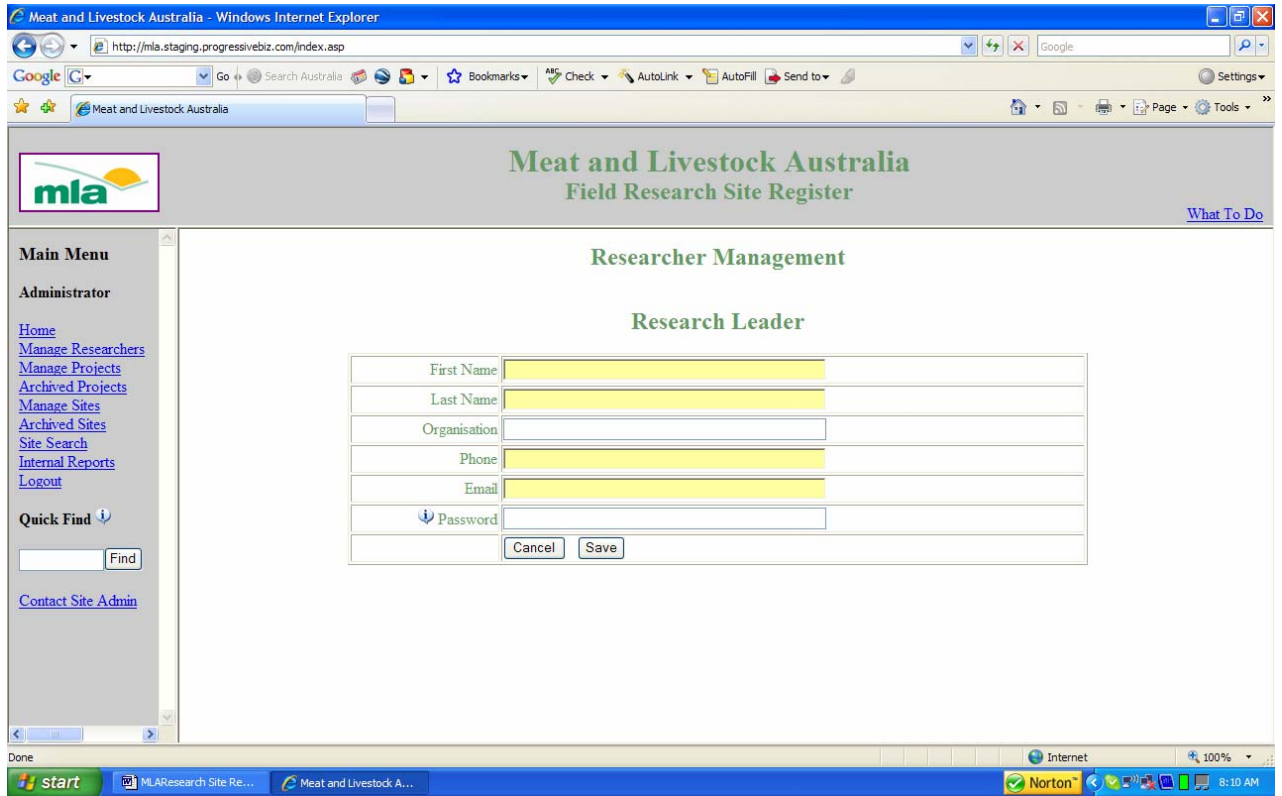 Meat and Livestock Australia - Windows Internet Explorer
http://mla.staging.progressivebiz.com/index.asp
Google
Google G Go Search Australia Bookmarks ABC Check AutoLink AutoFill Send to Settings
Meat and Livestock Australia Page Tools »
mla
Meat and Livestock Australia
Field Research Site Register
What To Do
Main Menu
Administrator
Home
Manage Researchers
Manage Projects
Archived Projects
Manage Sites
Archived Sites
Site Search
Internal Reports
Logout
Quick Find
Find
Contact Site Admin
Researcher Management
Research Leader
First Name
Last Name
Organisation
Phone
Email
Password
Cancel Save
Done Internet 100%
start MLAResearch Site Re... Meat and Livestock A... Norton™ 8:10 AM